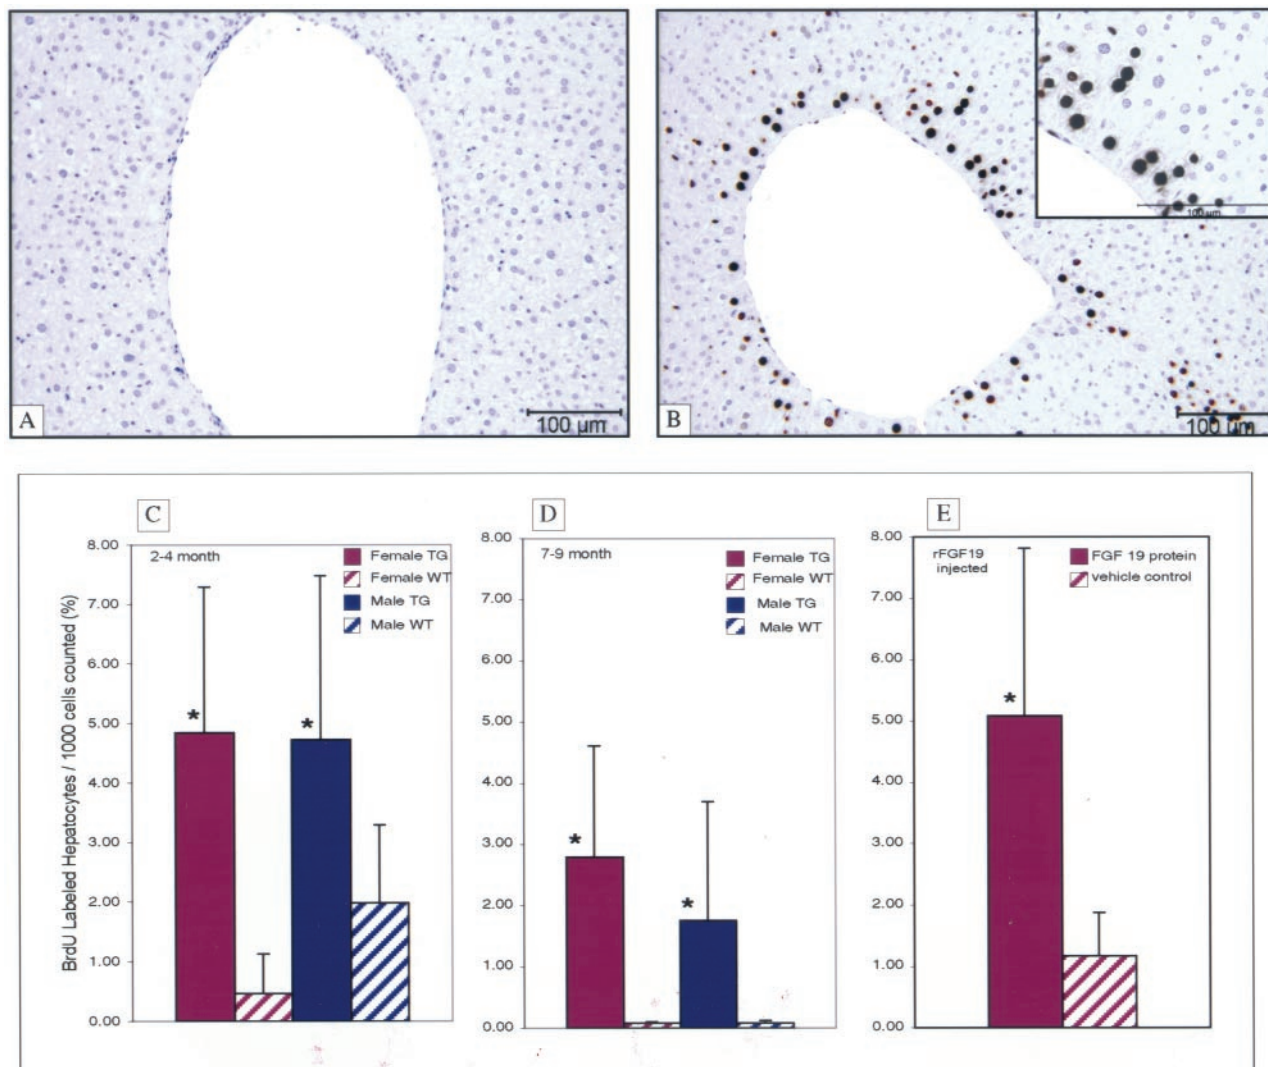 A
100 µm
B
100 µm
100 µm
BrdU Labeled Hepatocytes / 1000 cells counted (%)
C
2-4 month
Female TG
Female WT
Male TG
Male WT
8.00
7.00
6.00
5.00
4.00
3.00
2.00
1.00
0.00
*
*
D
7-9 month
Female TG
Female WT
Male TG
Male WT
8.00
7.00
6.00
5.00
4.00
3.00
2.00
1.00
0.00
*
*
E
rFGF19
injected
FGF 19 protein
vehicle control
8.00
7.00
6.00
5.00
4.00
3.00
2.00
1.00
0.00
*